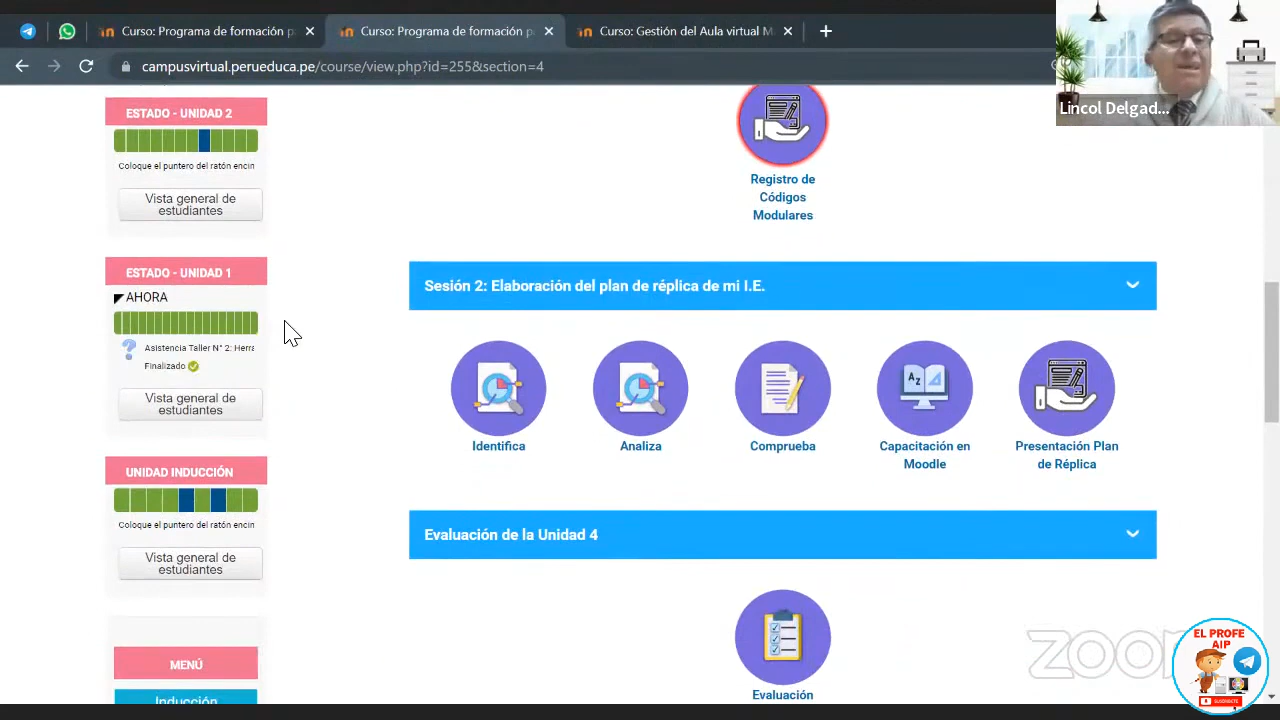 Curso: Programa de formación p
Curso: Programa de formación p
Curso: Gestión del Aula virtual M
campusvirtual.perueduca.pe/course/view.php?id=255&section=4
Lincol Delgad...
ESTADO - UNIDAD 2
Coloque el puntero del ratón encin
Vista general de
estudiantes
ESTADO - UNIDAD 1
AHORA
Asistencia Taller N° 2: Herra
Finalizado
Vista general de
estudiantes
UNIDAD INDUCCIÓN
Coloque el puntero del ratón encin
Vista general de
estudiantes
MENÚ
Inducción
Registro de
Códigos
Modulares
Sesión 2: Elaboración del plan de réplica de mi I.E.
Identifica
Analiza
Comprueba
Capacitación en
Moodle
Presentación Plan
de Réplica
Evaluación de la Unidad 4
Evaluación
zoom
EL PROFE
AIP
SUSCRIBETE